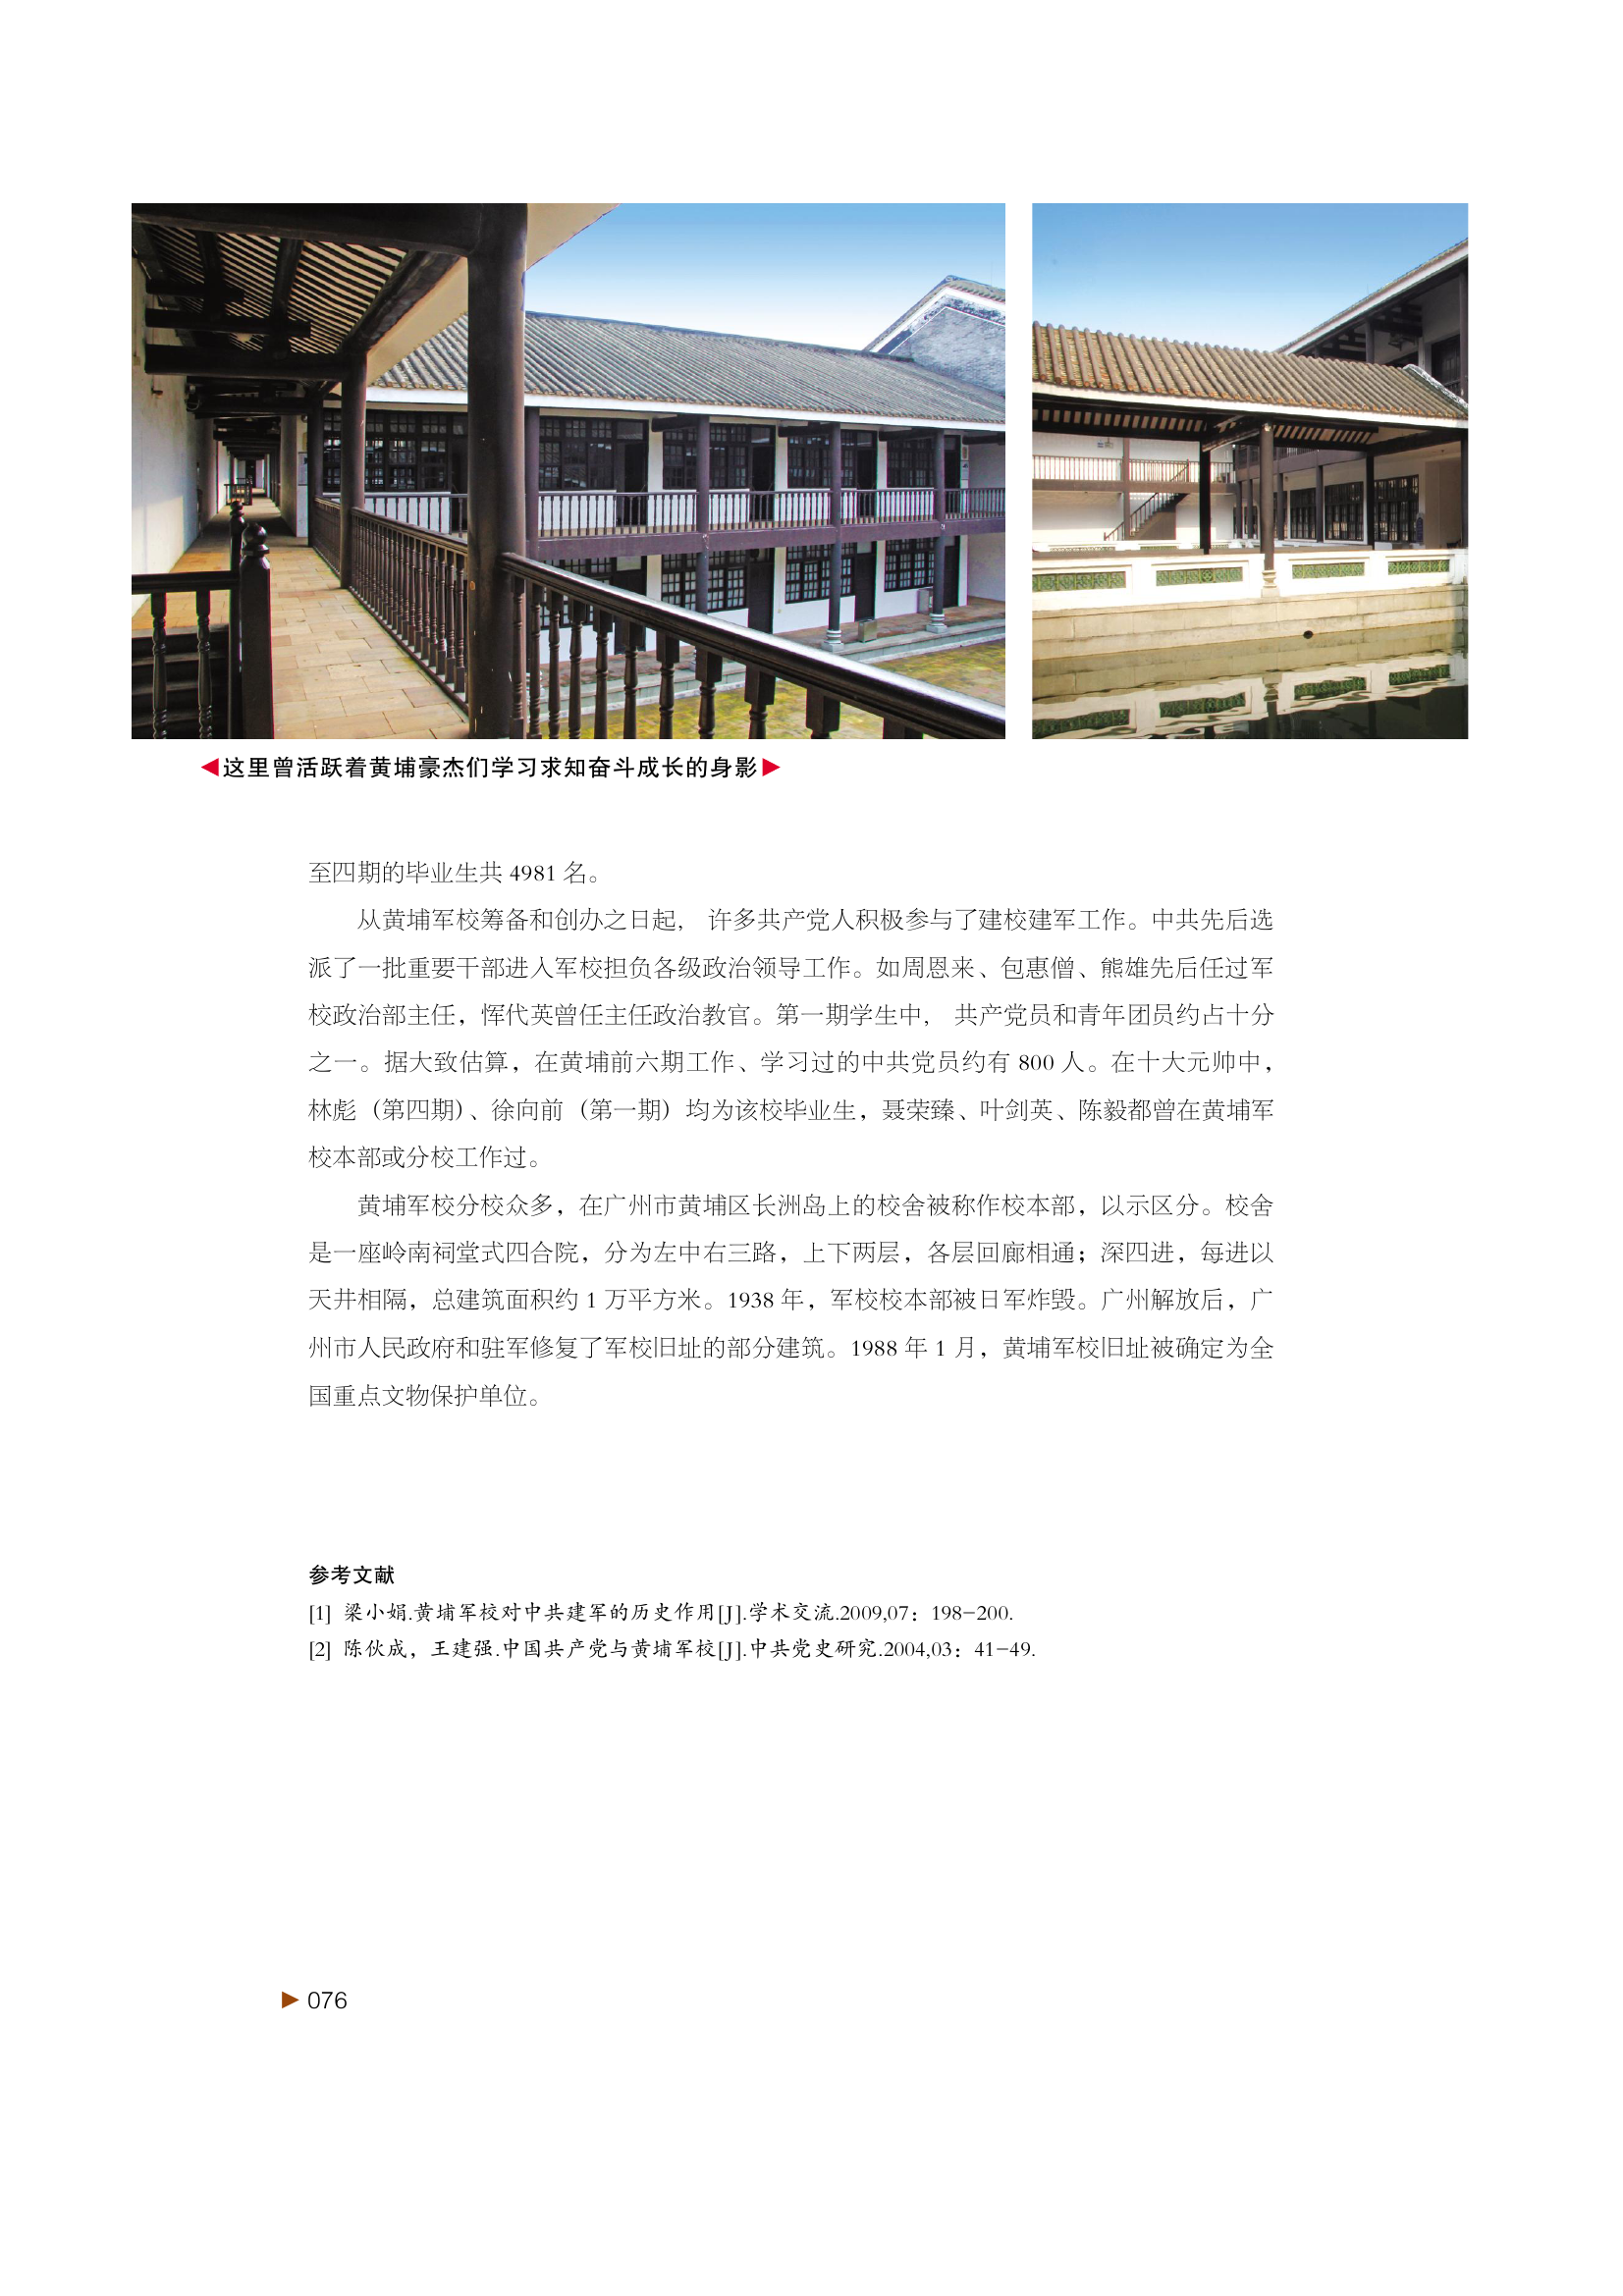 ◀这里曾活跃着黄埔豪杰们学习求知奋斗成长的身影▶
至四期的毕业生共 4981 名。
从黄埔军校筹备和创办之日起， 许多共产党人积极参与了建校建军工作。中共先后选
派了一批重要干部进入军校担负各级政治领导工作。如周恩来、包惠僧、熊雄先后任过军
校政治部主任，恽代英曾任主任政治教官。第一期学生中， 共产党员和青年团员约占十分
之一。据大致估算，在黄埔前六期工作、学习过的中共党员约有 800 人。在十大元帅中，
林彪（第四期）、徐向前（第一期）均为该校毕业生，聂荣臻、叶剑英、陈毅都曾在黄埔军
校本部或分校工作过。
黄埔军校分校众多，在广州市黄埔区长洲岛上的校舍被称作校本部，以示区分。校舍
是一座岭南祠堂式四合院，分为左中右三路，上下两层，各层回廊相通；深四进，每进以
天井相隔，总建筑面积约 1 万平方米。1938 年，军校校本部被日军炸毁。广州解放后，广
州市人民政府和驻军修复了军校旧址的部分建筑。1988 年 1 月，黄埔军校旧址被确定为全
国重点文物保护单位。
参考文献
[1] 梁小娟.黄埔军校对中共建军的历史作用[J].学术交流.2009,07：198-200.
[2] 陈伙成，王建强.中国共产党与黄埔军校[J].中共党史研究.2004,03：41-49.
▶ 076